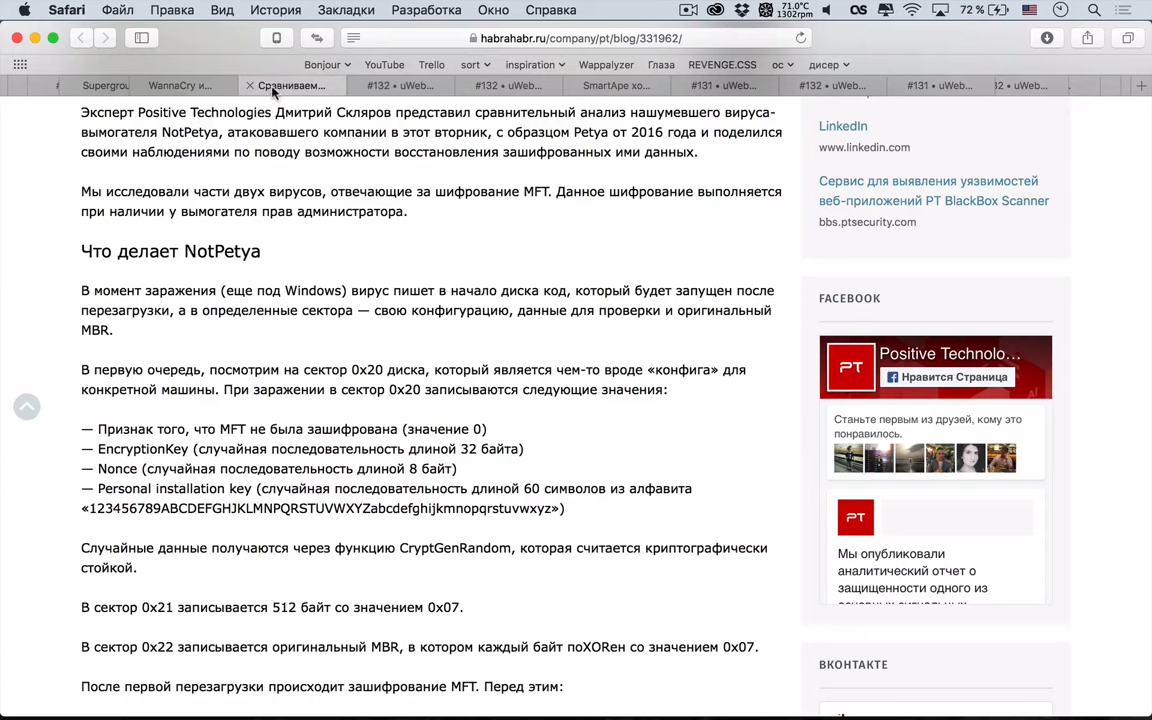 Safari Файл Правка Вид История Закладки Разработка Окно Справка 71.0°C 1302rpm 72 %
habrahabr.ru/company/pt/blog/331962/
Bonjour YouTube Trello sort inspiration Wappalyzer Глаза REVENGE.CSS ос дисер
Supergrou WannaCry и... Сравниваем... #132 • uWeb... #132 • uWeb... SmartApe хо... #131 • uWeb... #132 • uWeb... #131 • uWeb... 32 • uWeb...
Эксперт Positive Technologies Дмитрий Скляров представил сравнительный анализ нашумевшего вируса-
вымогателя NotPetya, атаковавшего компании в этот вторник, с образцом Petya от 2016 года и поделился
своими наблюдениями по поводу возможности восстановления зашифрованных ими данных.
Мы исследовали части двух вирусов, отвечающие за шифрование MFT. Данное шифрование выполняется
при наличии у вымогателя прав администратора.
Что делает NotPetya
В момент заражения (еще под Windows) вирус пишет в начало диска код, который будет запущен после
перезагрузки, а в определенные сектора — свою конфигурацию, данные для проверки и оригинальный
MBR.
В первую очередь, посмотрим на сектор 0x20 диска, который является чем-то вроде «конфига» для
конкретной машины. При заражении в сектор 0x20 записываются следующие значения:
— Признак того, что MFT не была зашифрована (значение 0)
— EncryptionKey (случайная последовательность длиной 32 байта)
— Nonce (случайная последовательность длиной 8 байт)
— Personal installation key (случайная последовательность длиной 60 символов из алфавита
«123456789ABCDEFGHJKLMNPQRSTUVWXYZabcdefghijkmnopqrstuvwxyz»)
Случайные данные получаются через функцию CryptGenRandom, которая считается криптографически
стойкой.
В сектор 0x21 записывается 512 байт со значением 0x07.
В сектор 0x22 записывается оригинальный MBR, в котором каждый байт поXORен со значением 0x07.
После первой перезагрузки происходит зашифрование MFT. Перед этим:
LinkedIn
www.linkedin.com
Сервис для выявления уязвимостей
веб-приложений PT BlackBox Scanner
bbs.ptsecurity.com
FACEBOOK
PT Positive Technolo...
Нравится Страница
Станьте первым из друзей, кому это
понравилось.
PT
Мы опубликовали
аналитический отчет о
защищенности одного из
ВКОНТАКТЕ